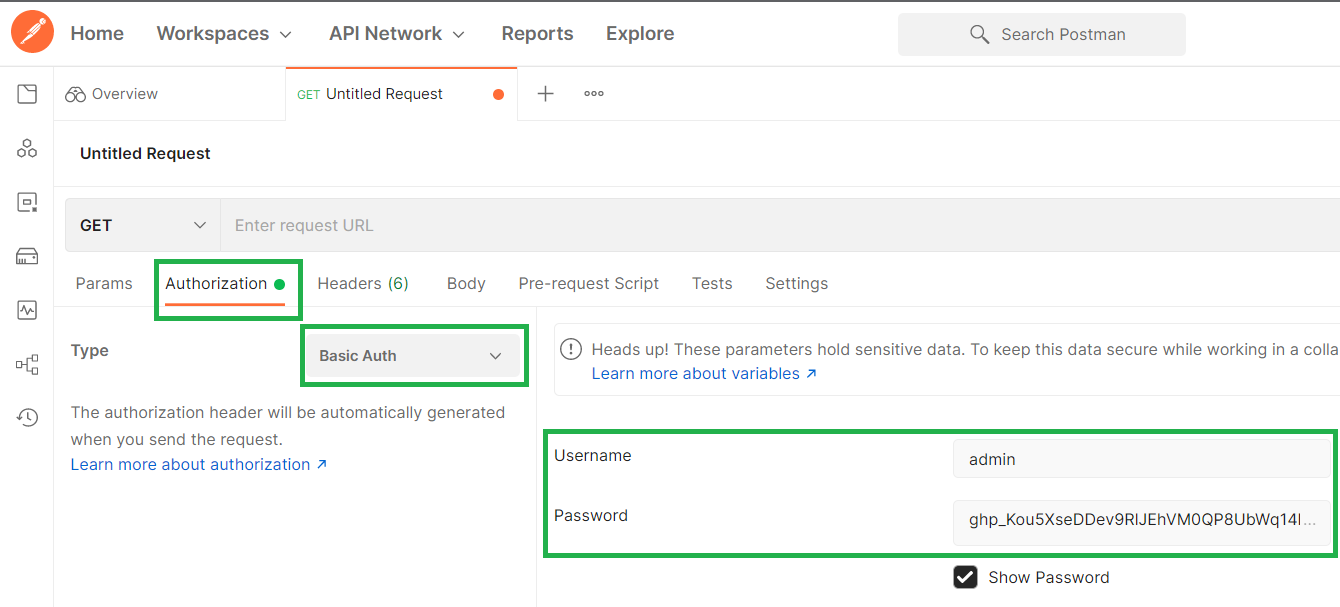 Home Workspaces API Network Reports Explore Search Postman
Overview GET Untitled Request ooo
Untitled Request
GET Enter request URL
Params Authorization Headers (6) Body Pre-request Script Tests Settings
Type Basic Auth
The authorization header will be automatically generated
when you send the request.
Learn more about authorization ↗
Heads up! These parameters hold sensitive data. To keep this data secure while working in a colla
Learn more about variables ↗
Username admin
Password ghp_Kou5XseDDev9RIJEhVM0QP8UbWq14l...
Show Password